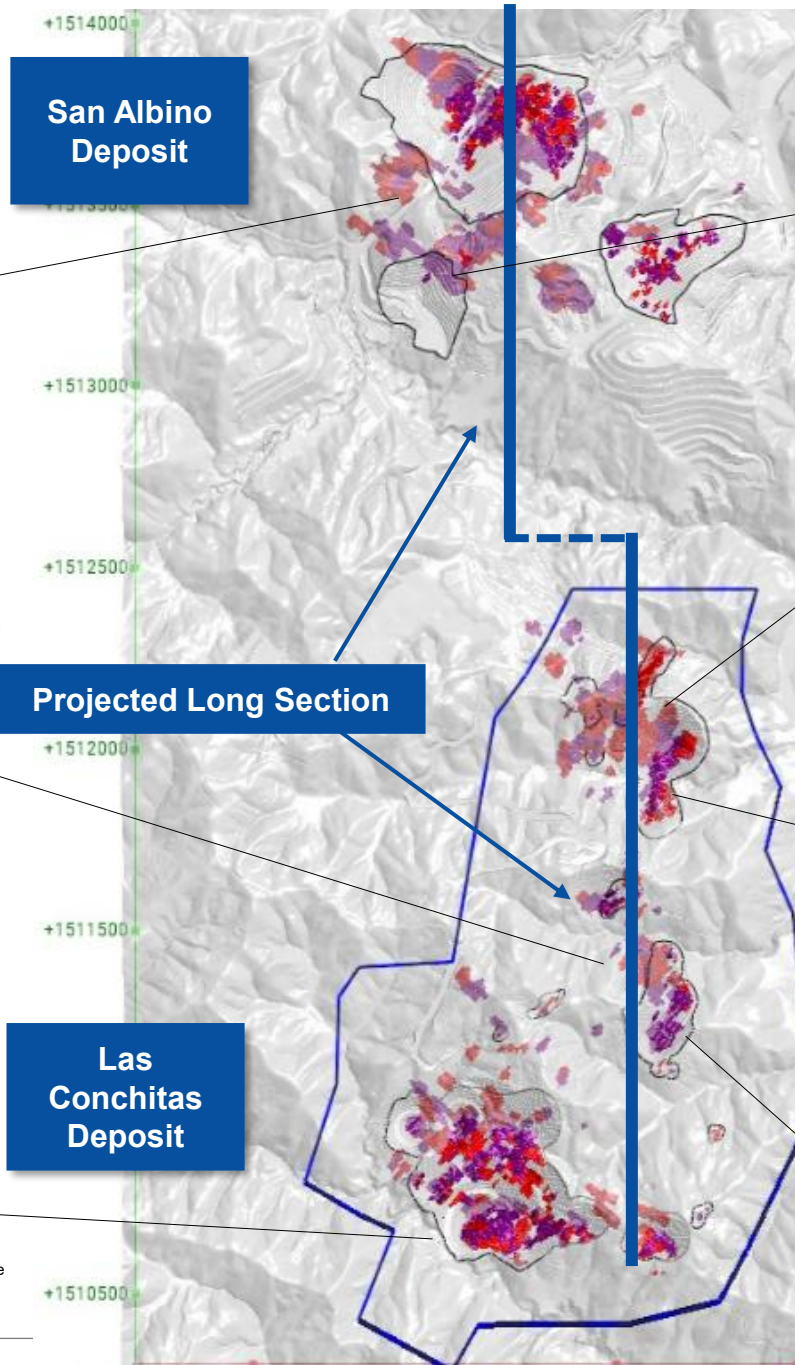 +1514000
San Albino
Deposit
+1513000
+1512500
Projected Long Section
+1512000
+1511500
Las
Conchitas
Deposit
e
+1510500